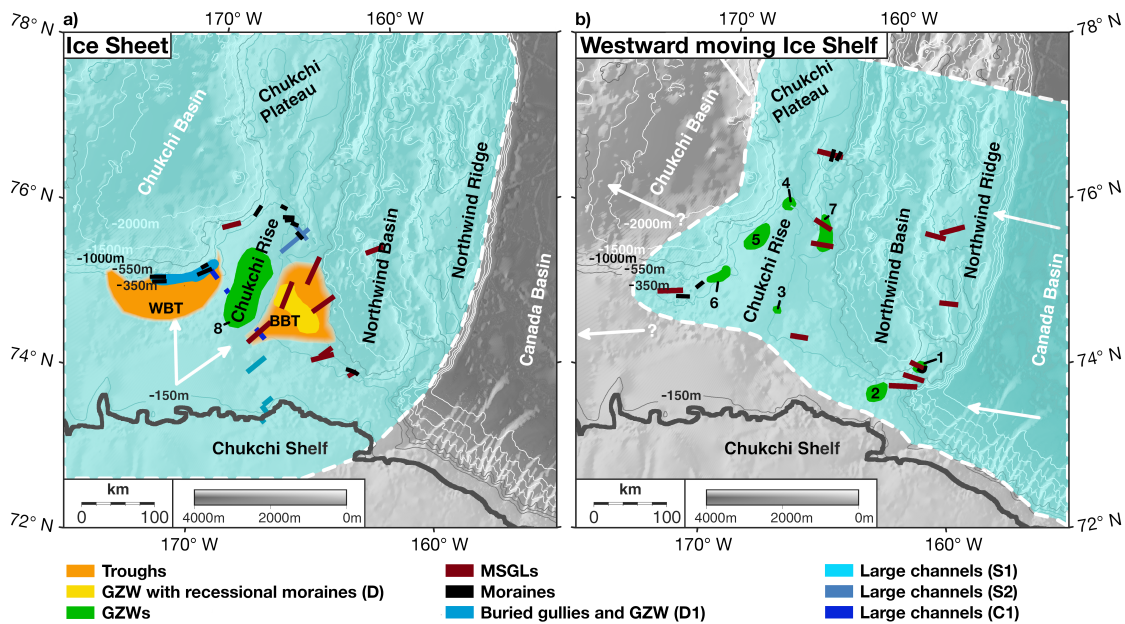 170° W 160° W 170° W 160° W
78° N a) b) 78° N
Ice Sheet Westward moving Ice Shelf
Chukchi Plateau
Chukchi Basin
Northwind Ridge
76° N
-2000m
-1500m
-1000m
-550m
-350m
WBT
Chukchi Rise
8
BBT
Northwind Basin
Canada Basin
74° N
-150m
Chukchi Shelf
km
0 100
4000m 2000m 0m
72° N
170° W 160° W
Chukchi Plateau
Chukchi Basin
?
4
7
5
Northwind Ridge
76° N
?
-2000m
-1500m
-1000m
-550m
-350m
6
Chukchi Rise
3
Northwind Basin
Canada Basin
?
1
2
74° N
-150m
Chukchi Shelf
km
0 100
4000m 2000m 0m
72° N
170° W 160° W
Troughs MSGLs Large channels (S1)
GZW with recessional moraines (D) Moraines Large channels (S2)
GZWs Buried gullies and GZW (D1) Large channels (C1)